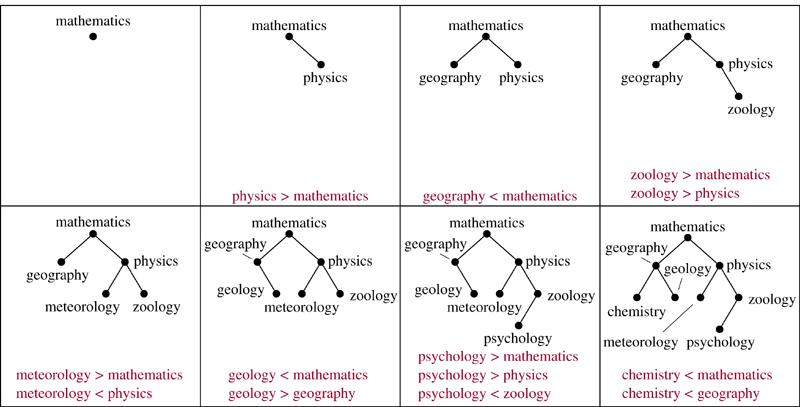 mathematics
mathematics
physics
physics > mathematics
mathematics
geography physics
geography < mathematics
mathematics
geography physics
zoology
zoology > mathematics
zoology > physics
mathematics
geography physics
meteorology zoology
meteorology > mathematics
meteorology < physics
mathematics
geography
physics
geology zoology
meteorology
geology < mathematics
geology > geography
mathematics
geography
physics
geology zoology
meteorology
psychology
psychology > mathematics
psychology > physics
psychology < zoology
mathematics
geography
geology physics
zoology
chemistry
meteorology psychology
chemistry < mathematics
chemistry < geography